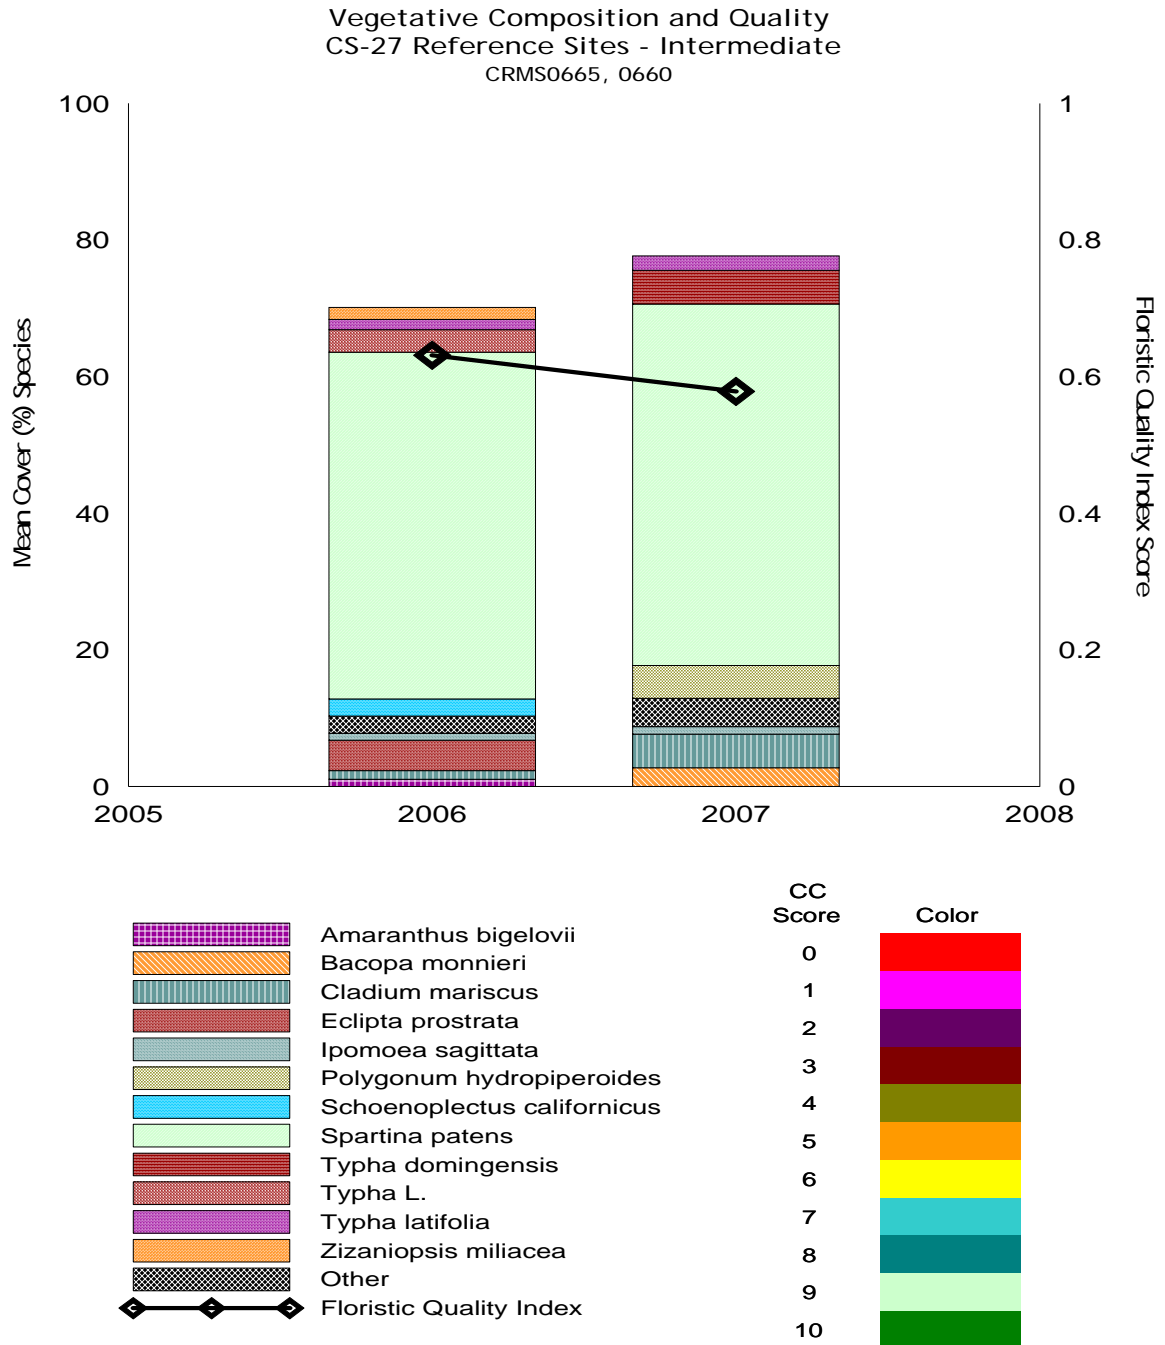 Vegetative Composition and Quality
CS-27 Reference Sites - Intermediate
CRMS0665, 0660
100
80
60
40
20
0
Mean Cover (%) Species
1
0.8
0.6
0.4
0.2
0
Floristic Quality Index Score
2005 2006 2007 2008
Amaranthus bigelovii
Bacopa monnieri
Cladium mariscus
Eclipta prostrata
Ipomoea sagittata
Polygonum hydropiperoides
Schoenoplectus californicus
Spartina patens
Typha domingensis
Typha L.
Typha latifolia
Zizaniopsis miliacea
Other
Floristic Quality Index
CC
Score Color
0
1
2
3
4
5
6
7
8
9
10